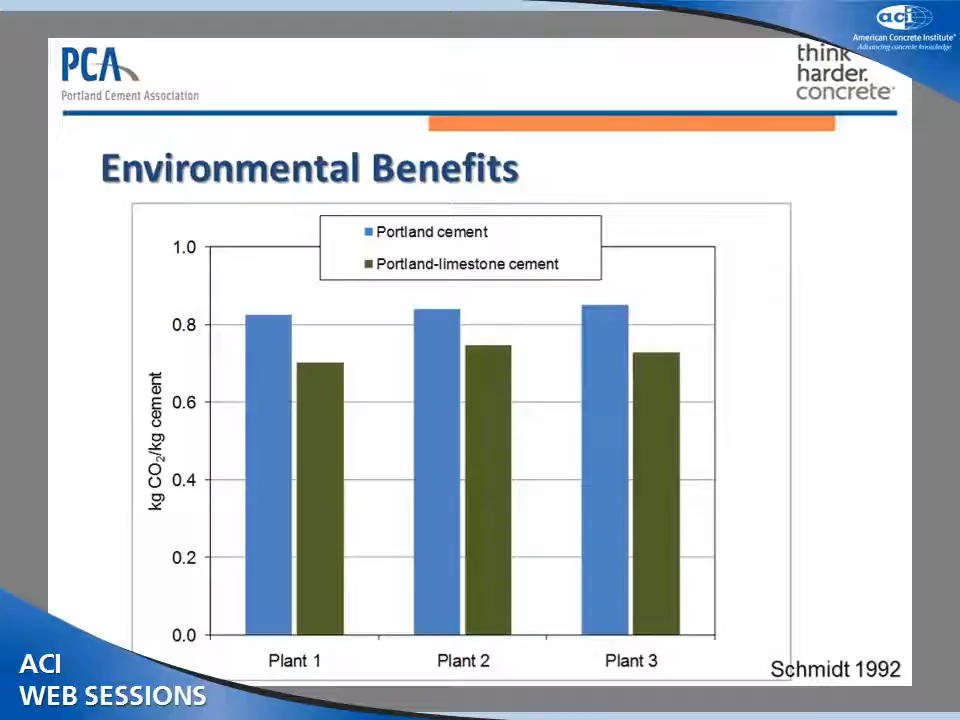 aci
American Concrete Institute®
Advancing concrete knowledge
PCA
Portland Cement Association
think
harder.
concrete
Environmental Benefits
Portland cement
Portland-limestone cement
kg CO₂/kg cement
1.0
0.8
0.6
0.4
0.2
0.0
Plant 1 Plant 2 Plant 3
Schmidt 1992
ACI
WEB SESSIONS